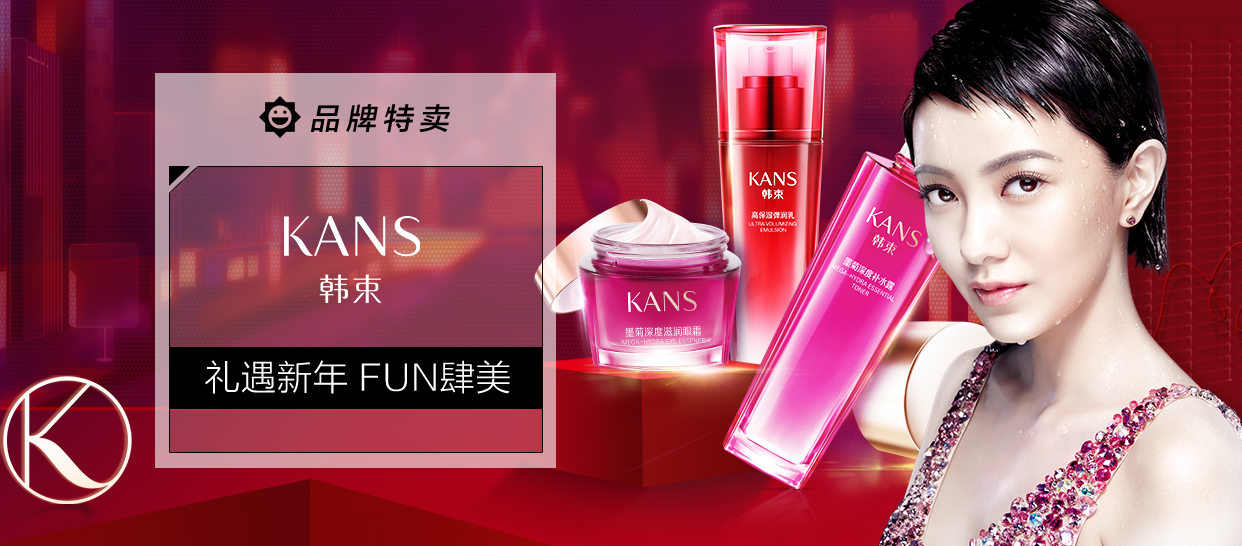 品牌特卖
KANS
韩束
礼遇新年 FUN肆美
K
KANS
韩束
高保湿弹润乳
ULTRA VOLUMIZING
EMULSION
KANS
墨菊深度滋润眼霜
MEGA-HYDRA EYE ESSENCE
KANS
韩束
墨菊深度补水露
MEGA-HYDRA ESSENTIAL
TONER